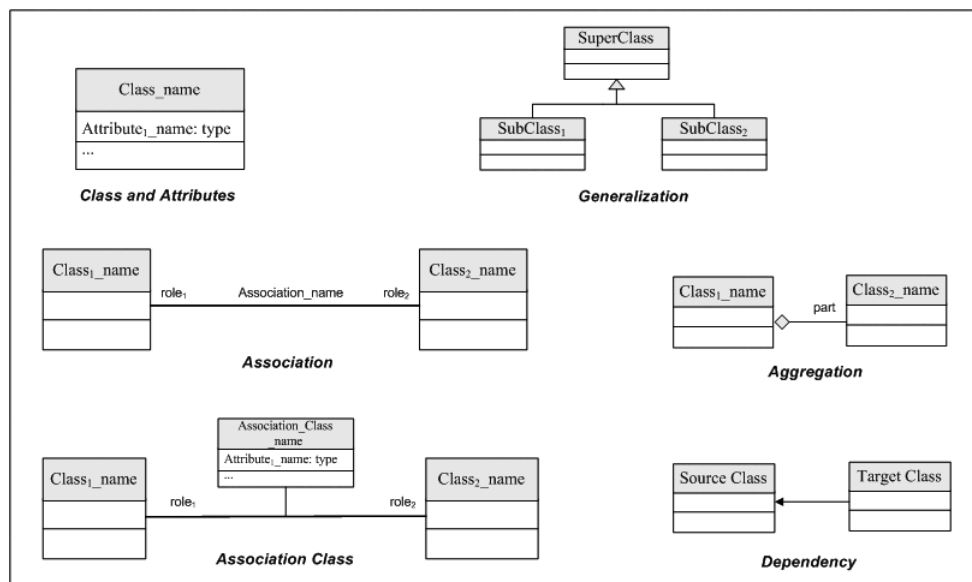 Class_name
Attribute₁_name: type
...
Class and Attributes
SuperClass
SubClass₁
SubClass₂
Generalization
Class₁_name
role₁
Association_name
role₂
Class₂_name
Association
Class₁_name
part
Class₂_name
Aggregation
Class₁_name
role₁
Association_Class
_name
Attribute₁_name: type
...
role₂
Class₂_name
Association Class
Source Class
Target Class
Dependency